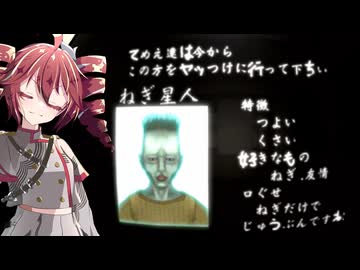 てめえ達は今から
この方をヤッつけに行って下ちい
ねぎ星人
特徴
つよい
くさい
好きなもの
ねぎ、友情
口ぐせ
ねぎだけで
じゅうぶんですね